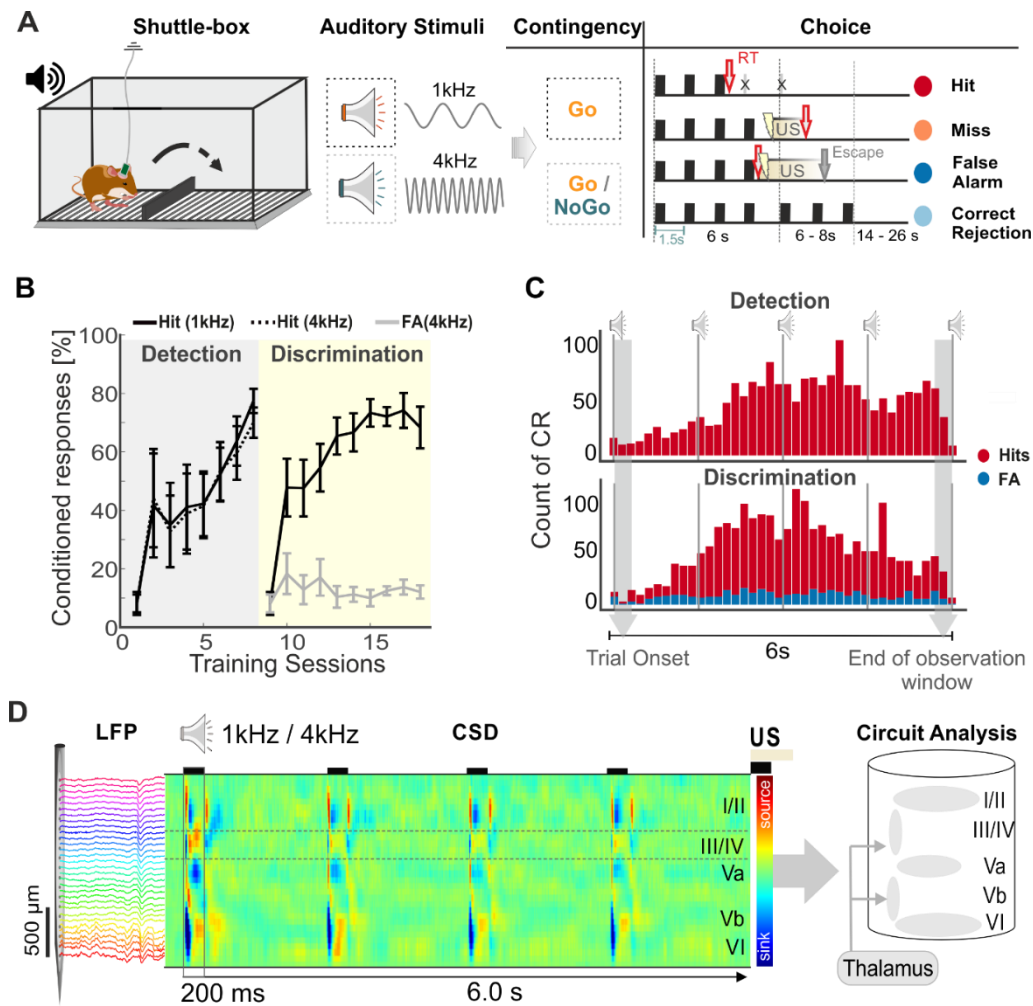 A
Shuttle-box
Auditory Stimuli
Contingency
Choice
1kHz
4kHz
Go
Go /
NoGo
RT
x x
Hit
US
Miss
Escape
US
False
Alarm
Correct
Rejection
1.5s
6 s
6 - 8s
14 - 26 s
B
Hit (1kHz)
Hit (4kHz)
FA(4kHz)
Detection
Discrimination
Conditioned responses [%]
100
80
60
40
20
0
0
5
10
15
Training Sessions
C
Detection
100
50
0
Discrimination
100
50
0
Count of CR
Hits
FA
Trial Onset
6s
End of observation
window
D
LFP
1kHz / 4kHz
CSD
US
Circuit Analysis
500 µm
I/II
III/IV
Va
Vb
VI
source
sink
200 ms
6.0 s
I/II
III/IV
Va
Vb
VI
Thalamus